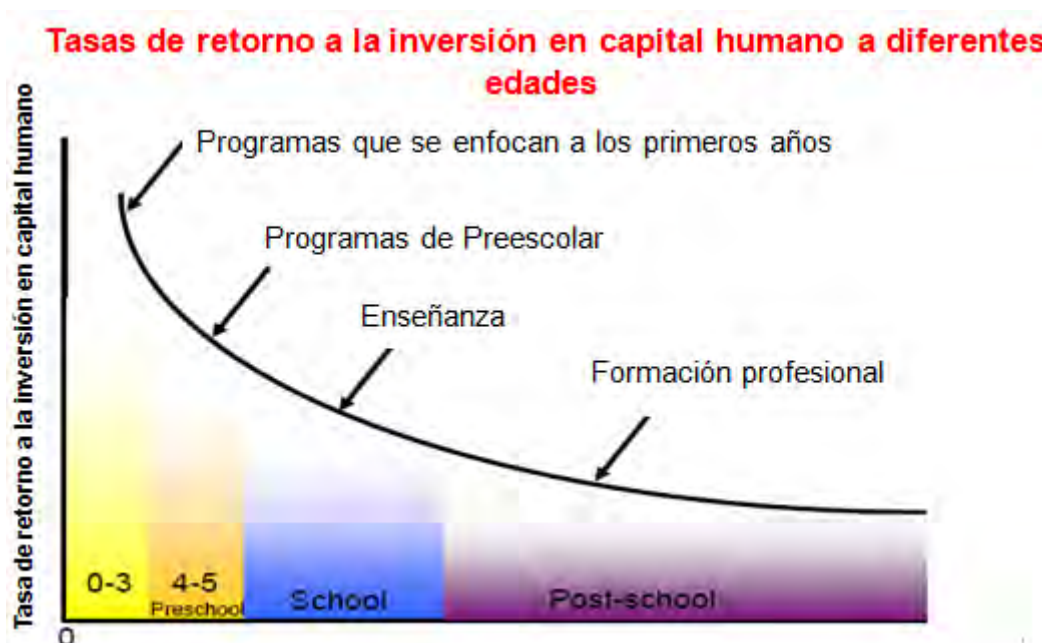 Tasas de retorno a la inversión en capital humano a diferentes
edades
Tasa de retorno a la inversión en capital humano
Programas que se enfocan a los primeros años
Programas de Preescolar
Enseñanza
Formación profesional
0-3
4-5
Preschool
School
Post-school
0